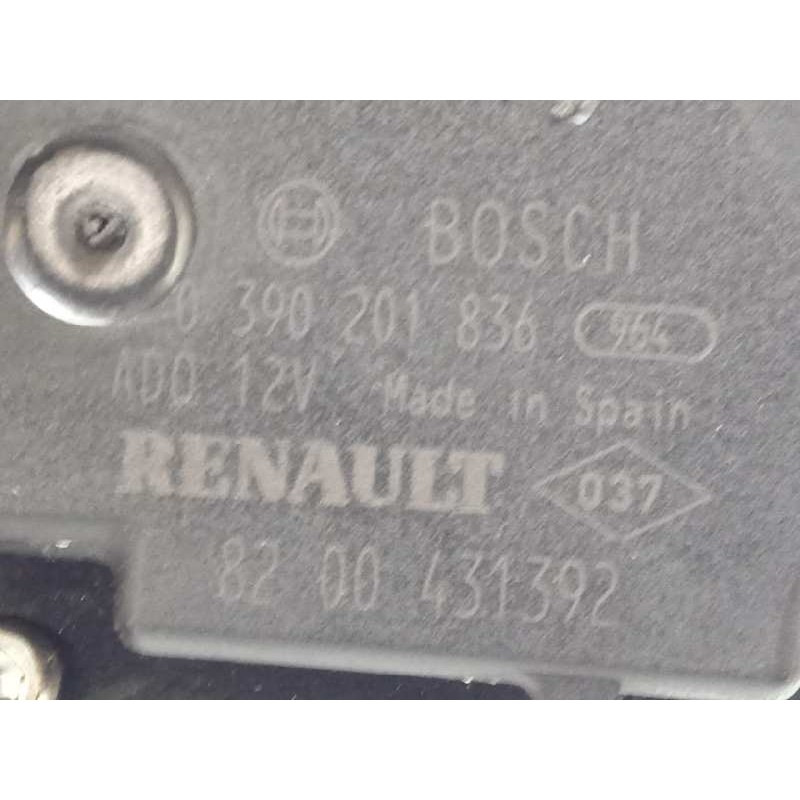 BOSCH
0 390 201 836 964
ADO 12V Made in Spain
RENAULT 037
82 00 431392